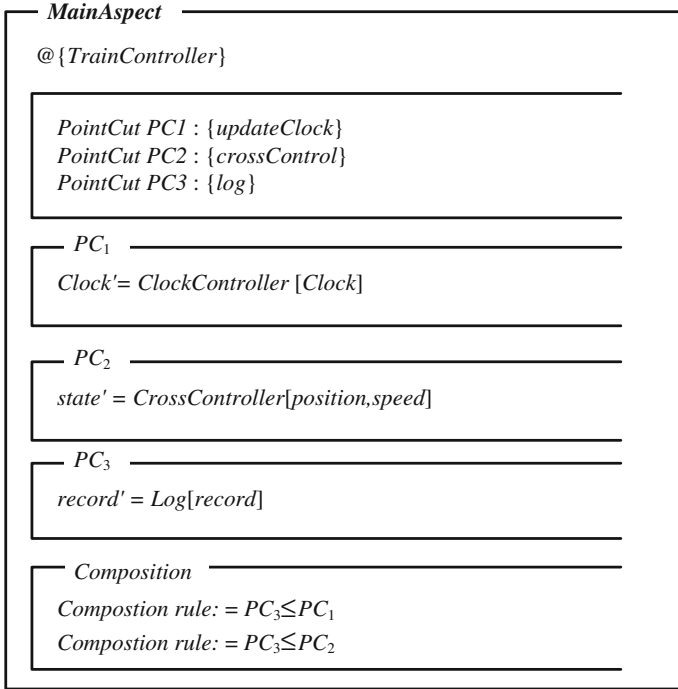 MainAspect
@{TrainController}
PointCut PC1 : {updateClock}
PointCut PC2 : {crossControl}
PointCut PC3 : {log}
PC₁
Clock'= ClockController [Clock]
PC₂
state' = CrossController[position,speed]
PC₃
record' = Log[record]
Composition
Compostion rule: = PC₃≤PC₁
Compostion rule: = PC₃≤PC₂